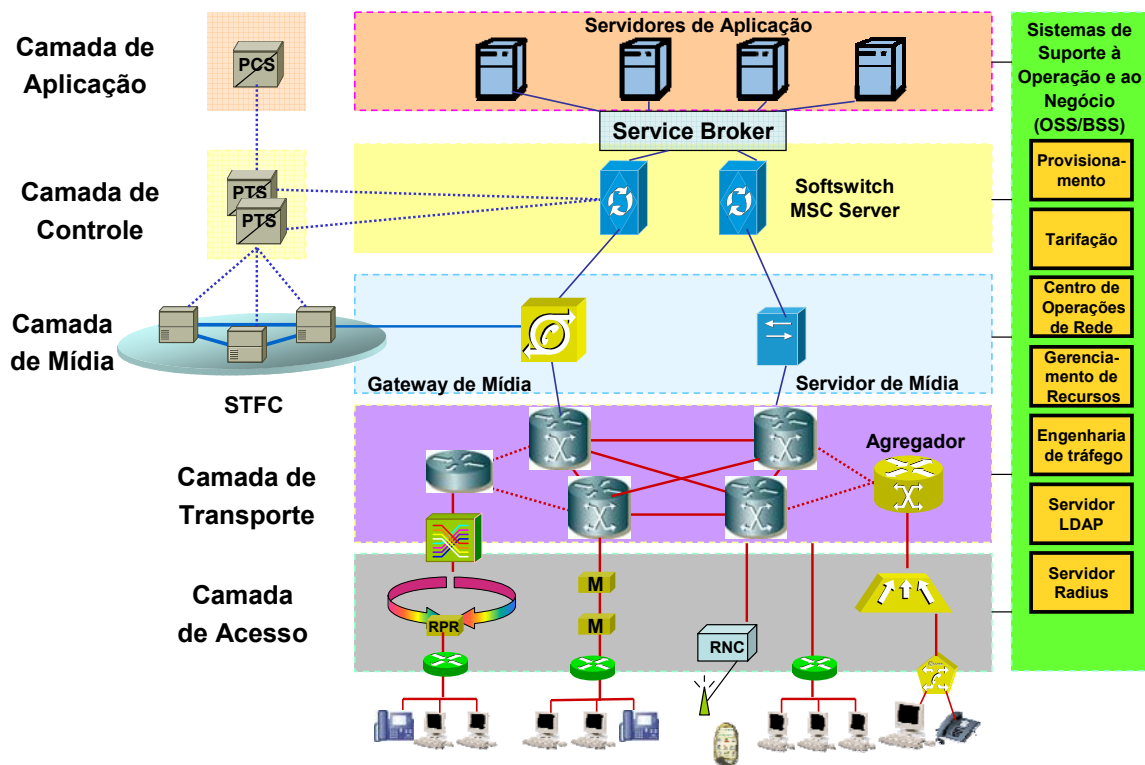 Camada de
Aplicação
PCS
Servidores de Aplicação
Service Broker
Camada de
Controle
PTS
PTS
Softswitch
MSC Server
Camada
de Mídia
STFC
Gateway de Mídia
Servidor de Mídia
Camada de
Transporte
Agregador
Camada
de Acesso
RPR
M
M
RNC
Sistemas de
Suporte à
Operação e ao
Negócio
(OSS/BSS)
Provisiona-
mento
Tarifação
Centro de
Operações
de Rede
Gerencia-
mento de
Recursos
Engenharia
de tráfego
Servidor
LDAP
Servidor
Radius